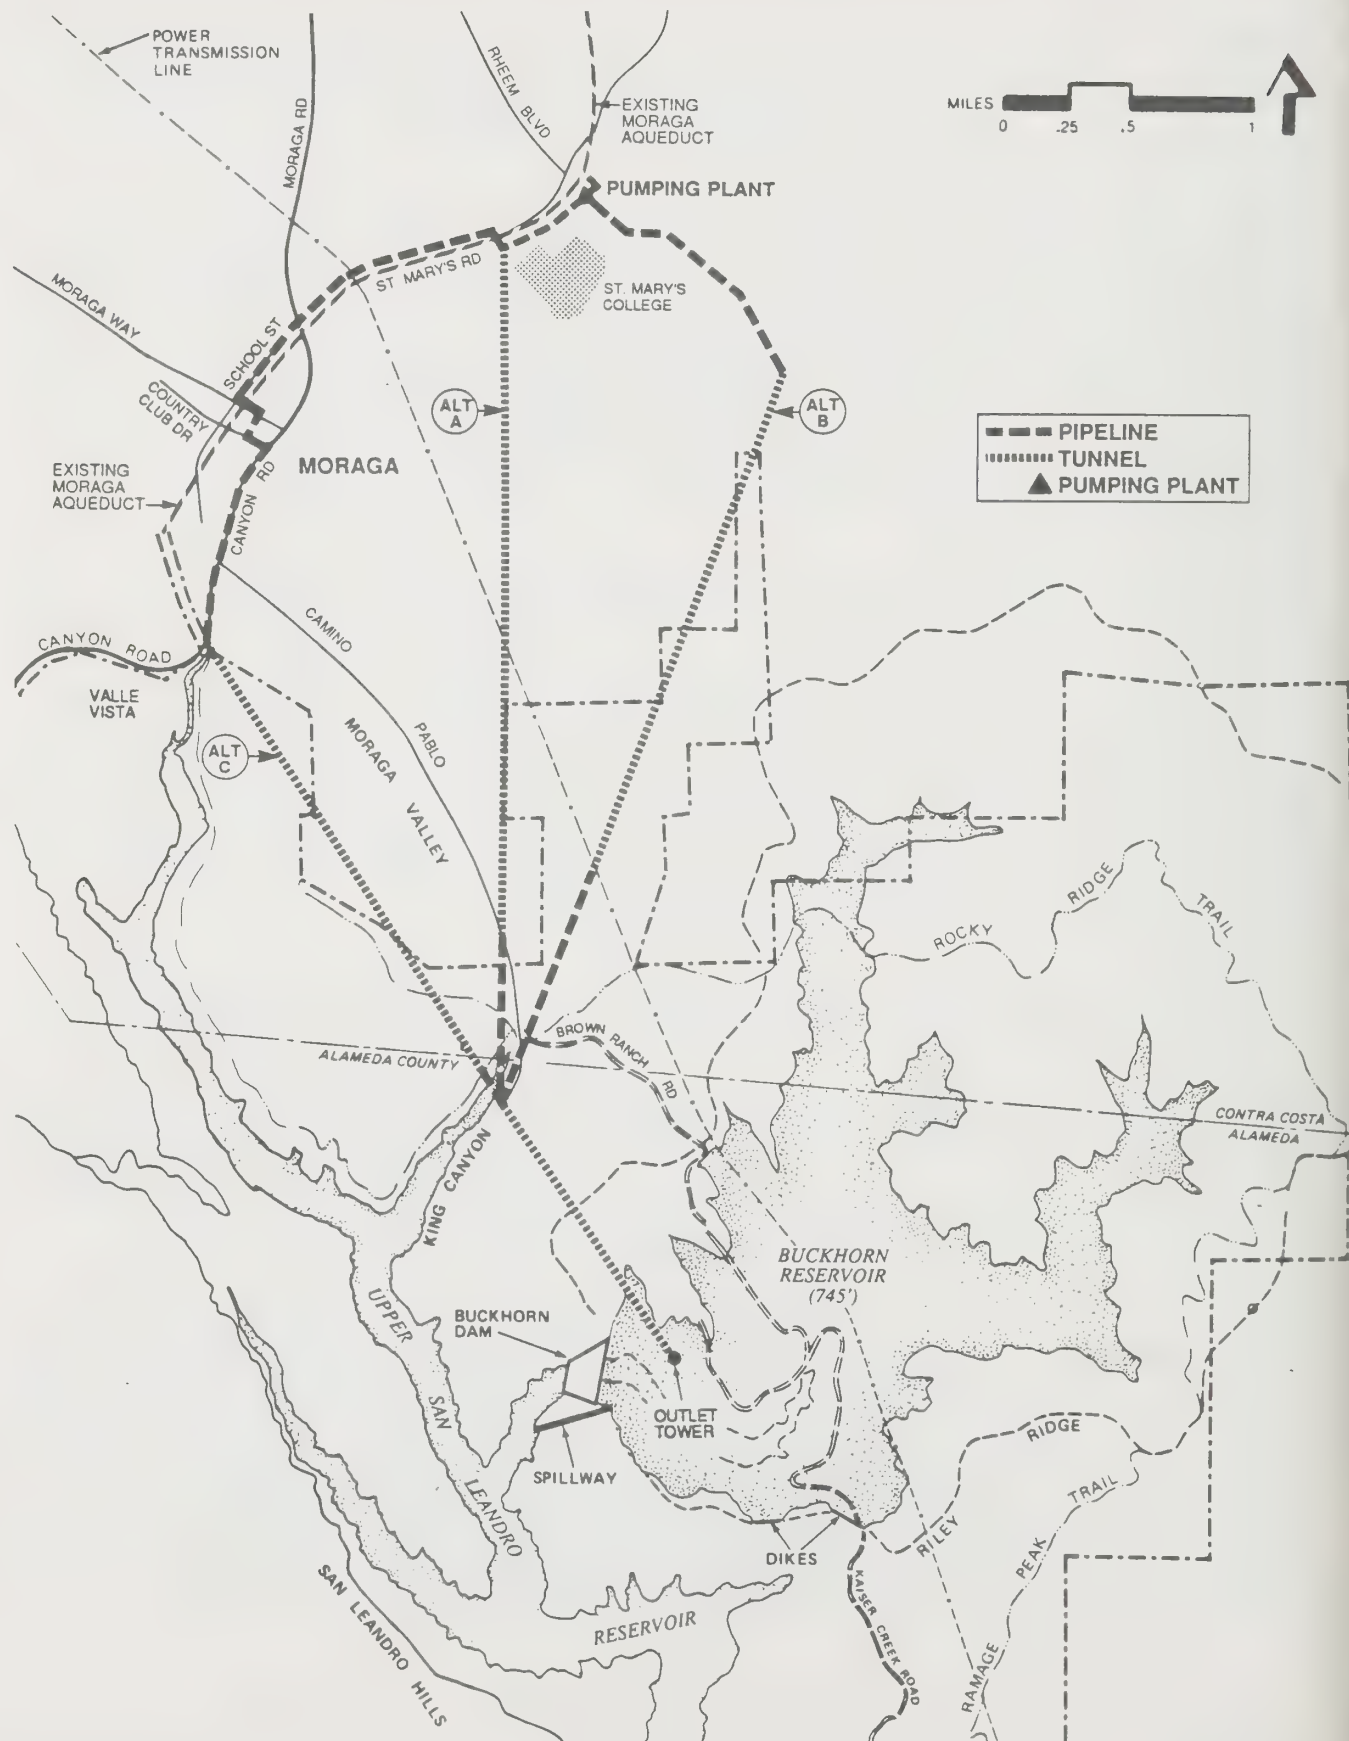 POWER
TRANSMISSION
LINE
MORAGA RD
RHEEM BLVD
EXISTING
MORAGA
AQUEDUCT
MILES
0 .25 .5 1
PUMPING PLANT
ST MARY'S RD
ST. MARY'S
COLLEGE
MORAGA WAY
SCHOOL ST
COUNTRY
CLUB DR
ALT
A
ALT
B
PIPELINE
TUNNEL
PUMPING PLANT
MORAGA
EXISTING
MORAGA
AQUEDUCT
CANYON RD
CAMINO
PABLO
CANYON ROAD
VALLE
VISTA
ALT
C
MORAGA
VALLEY
ROCKY
RIDGE
TRAIL
BROWN
RANCH
RD
ALAMEDA COUNTY
CONTRA COSTA
ALAMEDA
KING CANYON
BUCKHORN
RESERVOIR
(745')
BUCKHORN
DAM
UPPER
SAN
LEANDRO
RESERVOIR
OUTLET
TOWER
SPILLWAY
DIKES
RILEY
RIDGE
RAMAGE
PEAK
TRAIL
KAISER CREEK ROAD
SAN LEANDRO HILLS